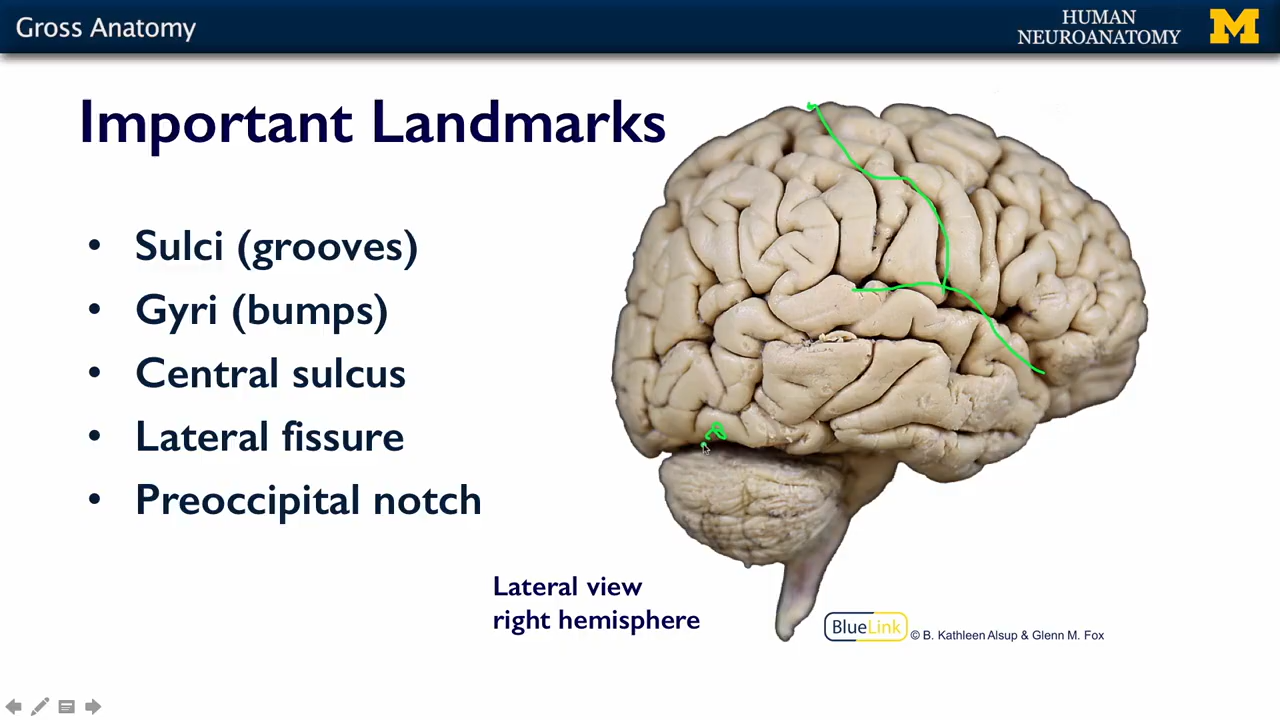 Gross Anatomy
HUMAN
NEUROANATOMY
M
Important Landmarks
• Sulci (grooves)
• Gyri (bumps)
• Central sulcus
• Lateral fissure
• Preoccipital notch
Lateral view
right hemisphere
BlueLink © B. Kathleen Alsup & Glenn M. Fox